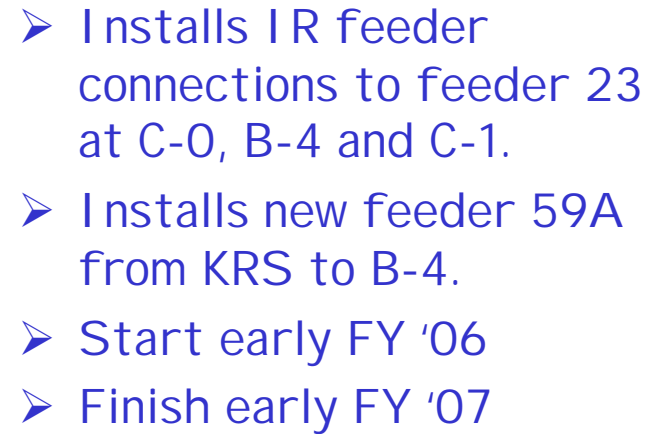 ➢ Installs IR feeder
connections to feeder 23
at C-0, B-4 and C-1.
➢ Installs new feeder 59A
from KRS to B-4.
➢ Start early FY ‘06
➢ Finish early FY ‘07